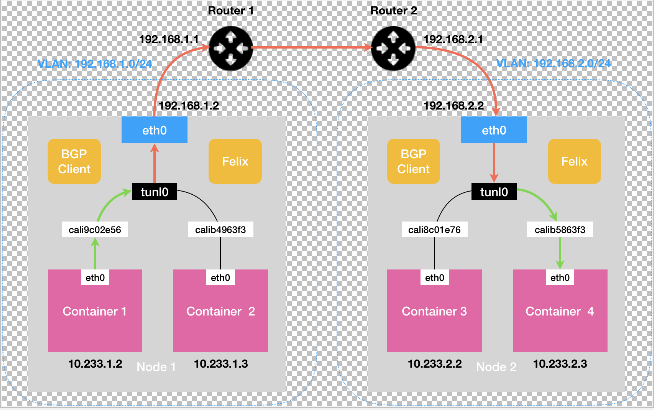 Router 1
Router 2
192.168.1.1
192.168.2.1
VLAN: 192.168.1.0/24
VLAN: 192.168.2.0/24
192.168.1.2
192.168.2.2
eth0
eth0
BGP
Client
Felix
BGP
Client
Felix
tunl0
tunl0
cali9c02e56
calib4963f3
cali8c01e76
calib5863f3
eth0
eth0
eth0
eth0
Container 1
Container 2
Container 3
Container 4
10.233.1.2
Node 1
10.233.1.3
10.233.2.2
Node 2
10.233.2.3